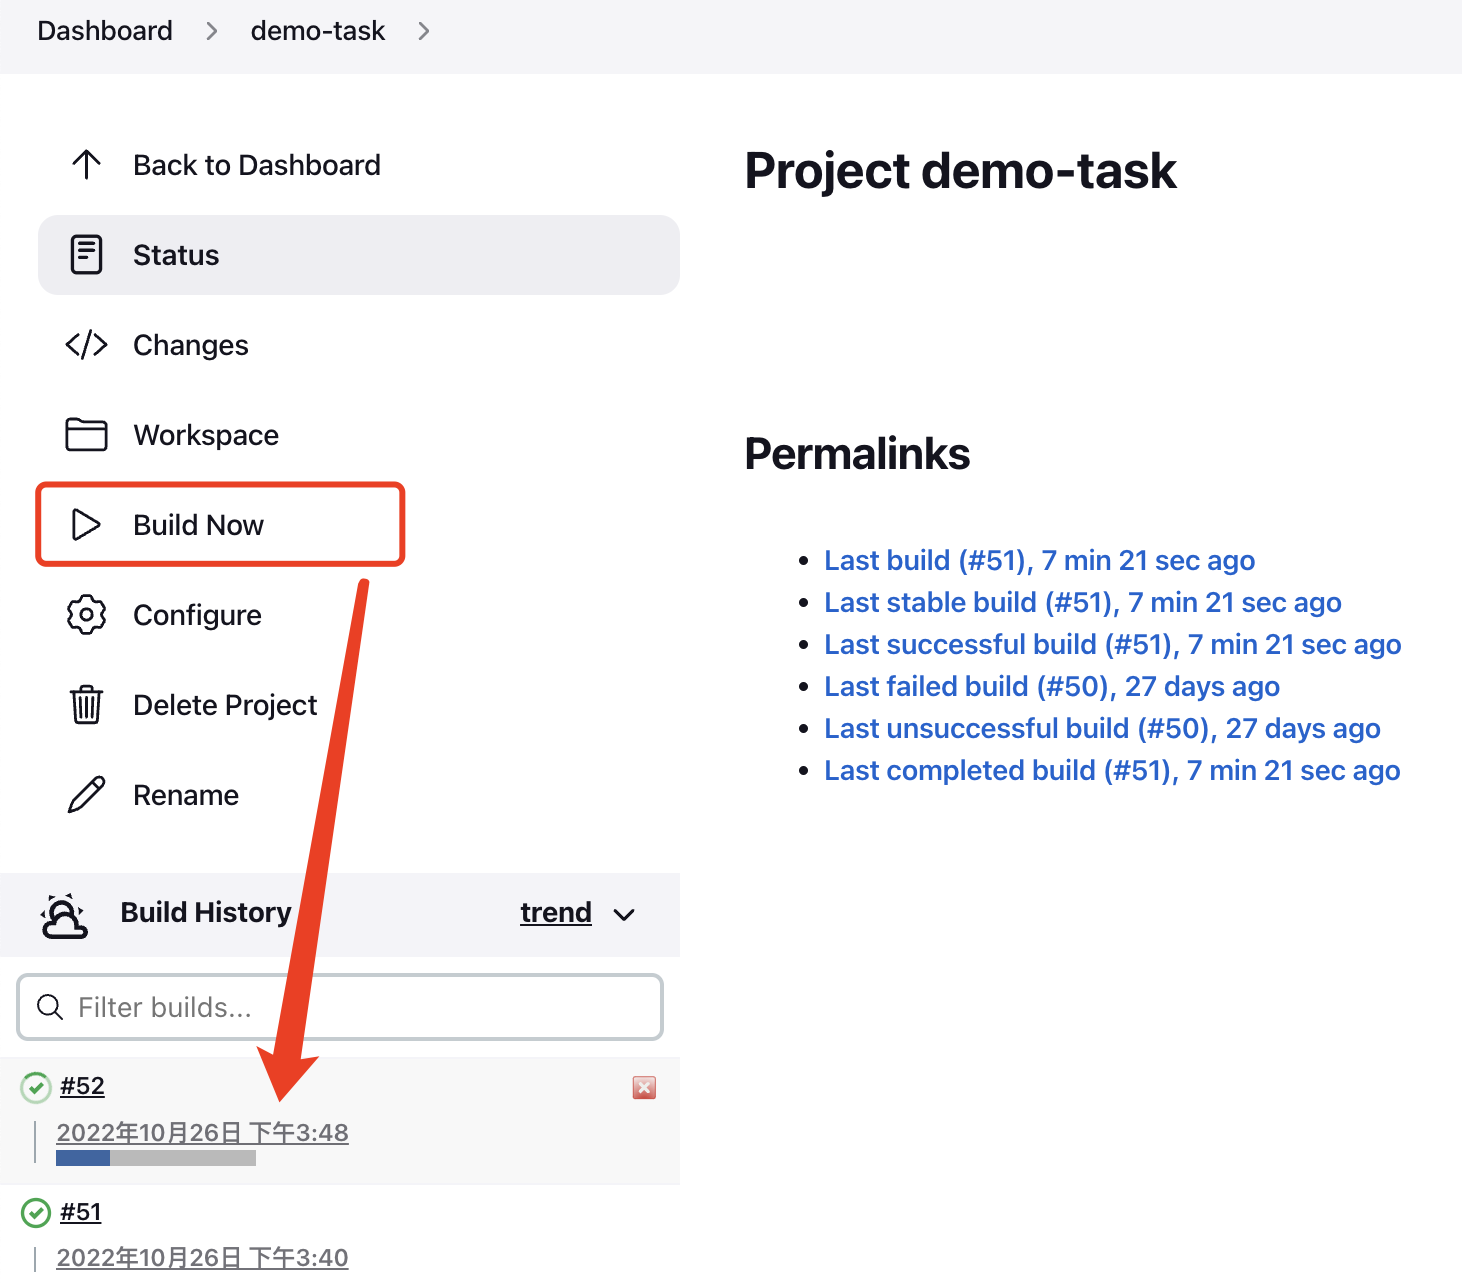 Dashboard > demo-task >
Back to Dashboard
Status
Changes
Workspace
Build Now
Configure
Delete Project
Rename
Build History
trend
Filter builds...
#52
2022年10月26日 下午3:48
#51
2022年10月26日 下午3:40
Project demo-task
Permalinks
Last build (#51), 7 min 21 sec ago
Last stable build (#51), 7 min 21 sec ago
Last successful build (#51), 7 min 21 sec ago
Last failed build (#50), 27 days ago
Last unsuccessful build (#50), 27 days ago
Last completed build (#51), 7 min 21 sec ago